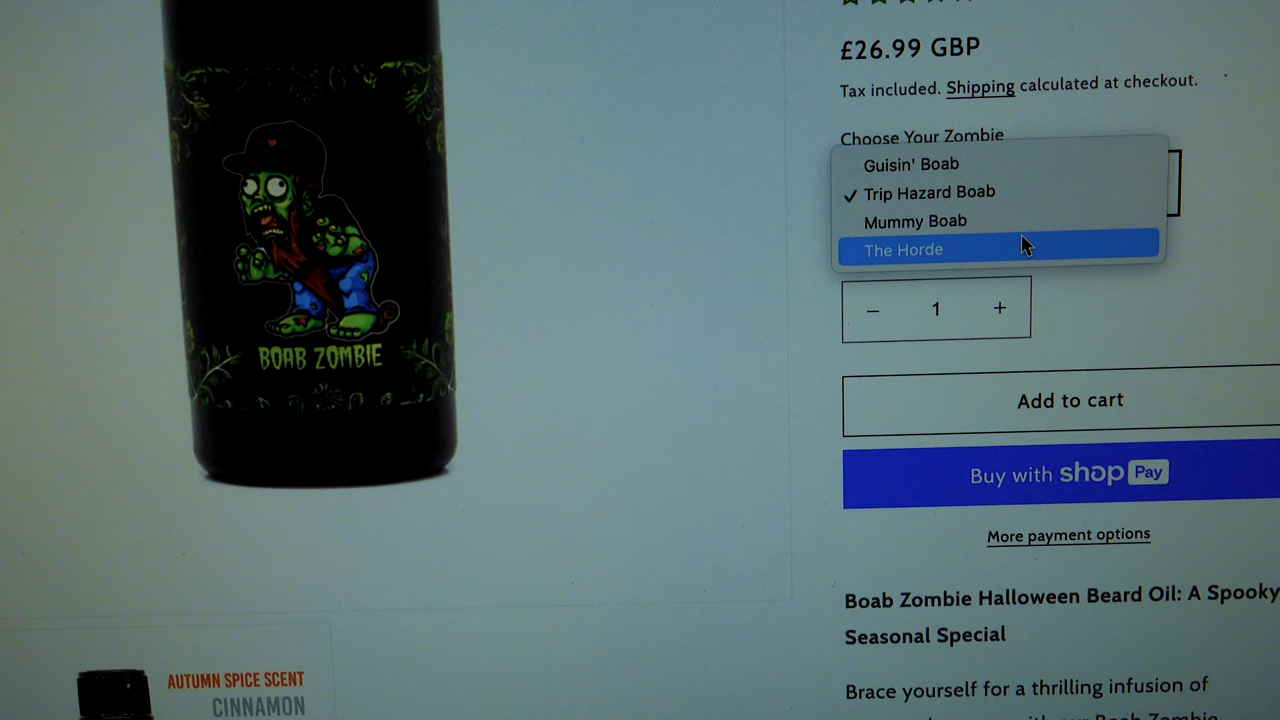 £26.99 GBP
Tax included. Shipping calculated at checkout.
Choose Your Zombie
Guisin' Boab
✓ Trip Hazard Boab
Mummy Boab
The Horde
− 1 +
Add to cart
Buy with shop Pay
More payment options
Boab Zombie Halloween Beard Oil: A Spooky
Seasonal Special
Brace yourself for a thrilling infusion of
BOAB ZOMBIE
AUTUMN SPICE SCENT
CINNAMON